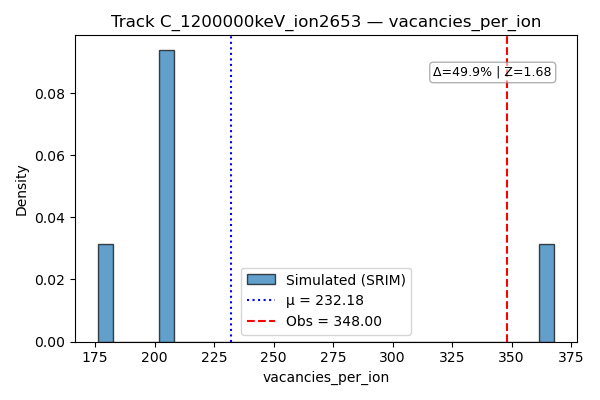 Track C_1200000keV_ion2653 — vacancies_per_ion
Δ=49.9% | Z=1.68
Density
0.08
0.06
0.04
0.02
0.00
Simulated (SRIM)
μ = 232.18
Obs = 348.00
175 200 225 250 275 300 325 350 375
vacancies_per_ion